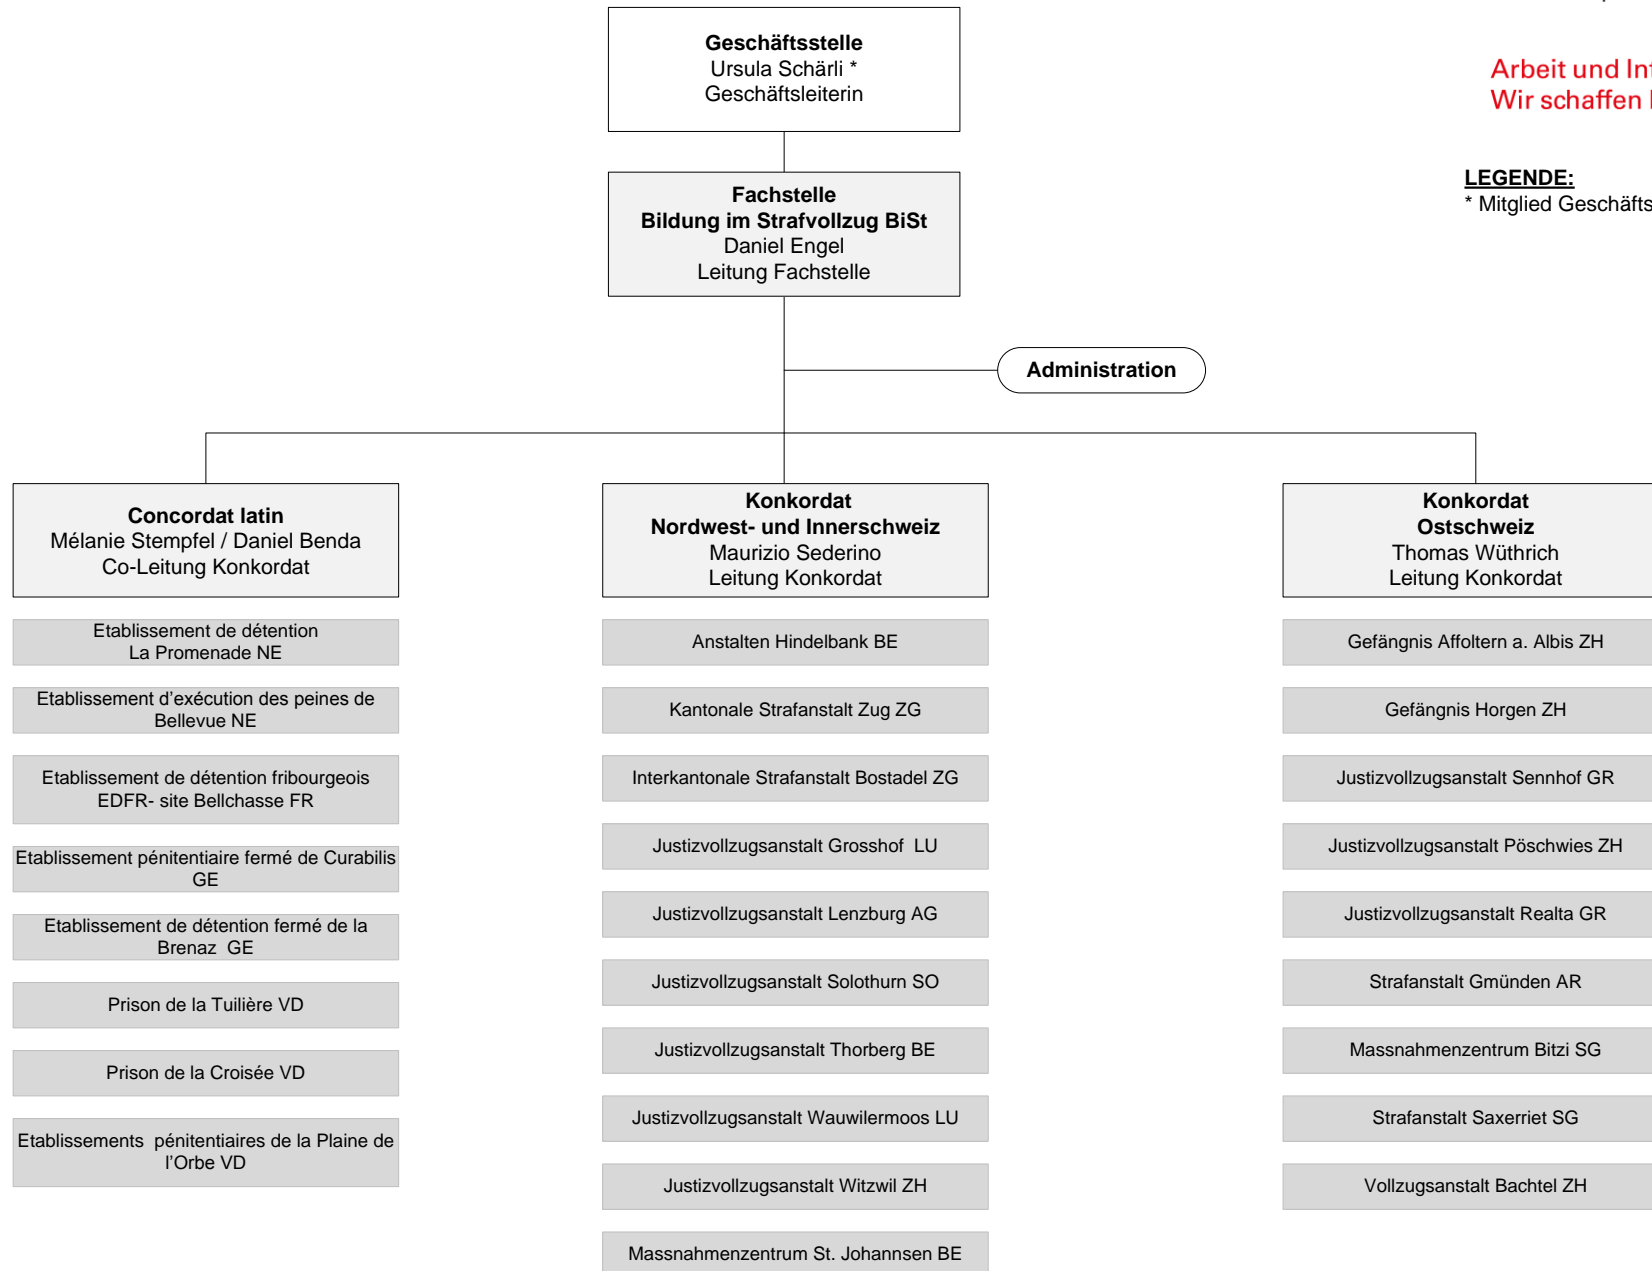 Geschäftsstelle
Ursula Schärli *
Geschäftsleiterin
Arbeit und
Wir schaffen
LEGENDE:
* Mitglied
Fachstelle
Bildung im Strafvollzug BiSt
Daniel Engel
Leitung Fachstelle
Administration
Concordat latin
Mélanie Stempfel / Daniel Benda
Co-Leitung Konkordat
Etablissement de détention
La Promenade NE
Etablissement d'exécution des peines de
Bellevue NE
Etablissement de détention fribourgeois
EDFR- site Bellchasse FR
Etablissement pénitentiaire fermé de Curabilis
GE
Etablissement de détention fermé de la
Brenaz  GE
Prison de la Tuilière VD
Prison de la Croisée VD
Etablissements  pénitentiaires de la Plaine de
l'Orbe VD
Konkordat
Nordwest- und Innerschweiz
Maurizio Sederino
Leitung Konkordat
Anstalten Hindelbank BE
Kantonale Strafanstalt Zug ZG
Interkantonale Strafanstalt Bostadel ZG
Justizvollzugsanstalt Grosshof  LU
Justizvollzugsanstalt Lenzburg AG
Justizvollzugsanstalt Solothurn SO
Justizvollzugsanstalt Thorberg BE
Justizvollzugsanstalt Wauwilermoos LU
Justizvollzugsanstalt Witzwil ZH
Massnahmenzentrum St. Johannsen BE
Konkordat
Ostschweiz
Thomas Wüthrich
Leitung Konkordat
Gefängnis Affoltern a. Albis ZH
Gefängnis Horgen ZH
Justizvollzugsanstalt Sennhof GR
Justizvollzugsanstalt Pöschwies ZH
Justizvollzugsanstalt Realta GR
Strafanstalt Gmünden AR
Massnahmenzentrum Bitzi SG
Strafanstalt Saxerriet SG
Vollzugsanstalt Bachtel ZH